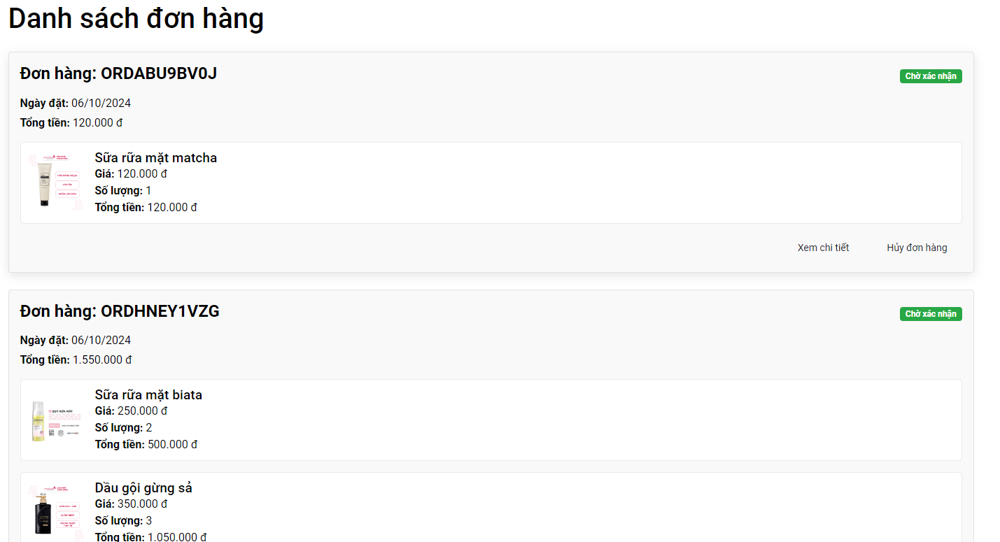 Danh sách đơn hàng
Đơn hàng: ORDABU9BV0J
Chờ xác nhận
Ngày đặt: 06/10/2024
Tổng tiền: 120.000 đ
Sữa rữa mặt matcha
Giá: 120.000 đ
Số lượng: 1
Tổng tiền: 120.000 đ
Xem chi tiết
Hủy đơn hàng
Đơn hàng: ORDHNEY1VZG
Chờ xác nhận
Ngày đặt: 06/10/2024
Tổng tiền: 1.550.000 đ
BỌT RỬA MẶT
Sữa rữa mặt biata
Giá: 250.000 đ
Số lượng: 2
Tổng tiền: 500.000 đ
Dầu gội gừng sả
Giá: 350.000 đ
Số lượng: 3
Tổng tiền: 1.050.000 đ